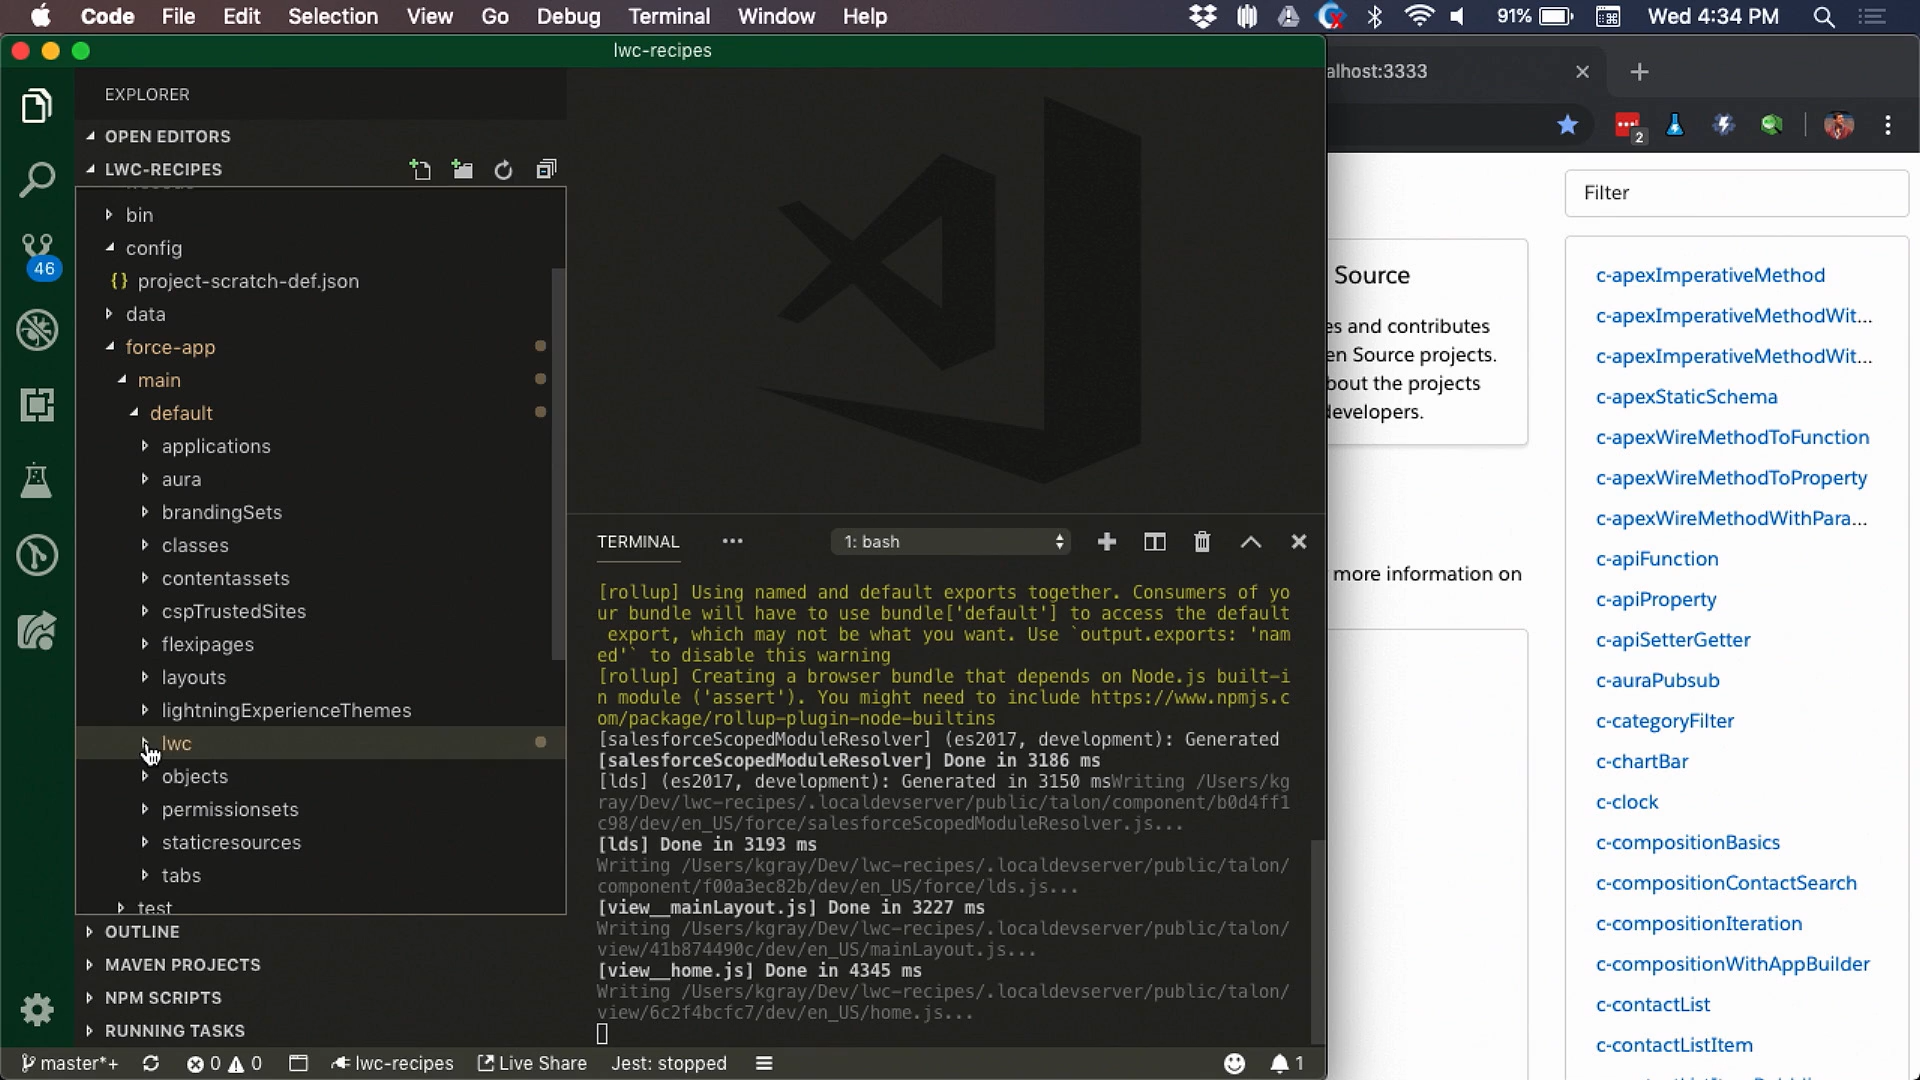 Code File Edit Selection View Go Debug Terminal Window Help 91% Wed 4:34 PM
lwc-recipes
EXPLORER
OPEN EDITORS
LWC-RECIPES
bin
config
{} project-scratch-def.json
data
force-app
main
default
applications
aura
brandingSets
classes
contentassets
cspTrustedSites
flexipages
layouts
lightningExperienceThemes
lwc
objects
permissionsets
staticresources
tabs
test
OUTLINE
MAVEN PROJECTS
NPM SCRIPTS
RUNNING TASKS
46
TERMINAL ••• 1: bash
[rollup] Using named and default exports together. Consumers of yo
ur bundle will have to use bundle['default'] to access the default
export, which may not be what you want. Use `output.exports: 'nam
ed'` to disable this warning
[rollup] Creating a browser bundle that depends on Node.js built-i
n module ('assert'). You might need to include https://www.npmjs.c
om/package/rollup-plugin-node-builtins
[salesforceScopedModuleResolver] (es2017, development): Generated
[salesforceScopedModuleResolver] Done in 3186 ms
[lds] (es2017, development): Generated in 3150 msWriting /Users/kg
ray/Dev/lwc-recipes/.localdevserver/public/talon/component/b0d4ff1
c98/dev/en_US/force/salesforceScopedModuleResolver.js...
[lds] Done in 3193 ms
Writing /Users/kgray/Dev/lwc-recipes/.localdevserver/public/talon/
component/f00a3ec82b/dev/en_US/force/lds.js...
[view__mainLayout.js] Done in 3227 ms
Writing /Users/kgray/Dev/lwc-recipes/.localdevserver/public/talon/
view/41b874490c/dev/en_US/mainLayout.js...
[view__home.js] Done in 4345 ms
Writing /Users/kgray/Dev/lwc-recipes/.localdevserver/public/talon/
view/6c2f4bcfc7/dev/en_US/home.js...
master*+ 0 0 lwc-recipes Live Share Jest: stopped 1
alhost:3333
2
Source
es and contributes
en Source projects.
bout the projects
developers.
more information on
Filter
c-apexImperativeMethod
c-apexImperativeMethodWit...
c-apexImperativeMethodWit...
c-apexStaticSchema
c-apexWireMethodToFunction
c-apexWireMethodToProperty
c-apexWireMethodWithPara...
c-apiFunction
c-apiProperty
c-apiSetterGetter
c-auraPubsub
c-categoryFilter
c-chartBar
c-clock
c-compositionBasics
c-compositionContactSearch
c-compositionIteration
c-compositionWithAppBuilder
c-contactList
c-contactListItem